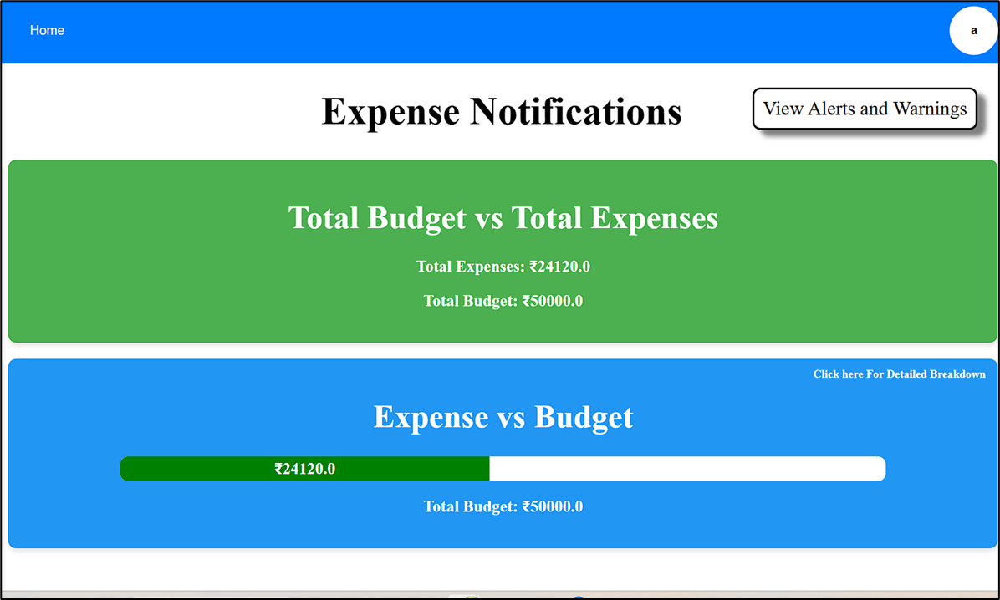 Home
a
Expense Notifications
View Alerts and Warnings
Total Budget vs Total Expenses
Total Expenses: ₹24120.0
Total Budget: ₹50000.0
Click here For Detailed Breakdown
Expense vs Budget
₹24120.0
Total Budget: ₹50000.0